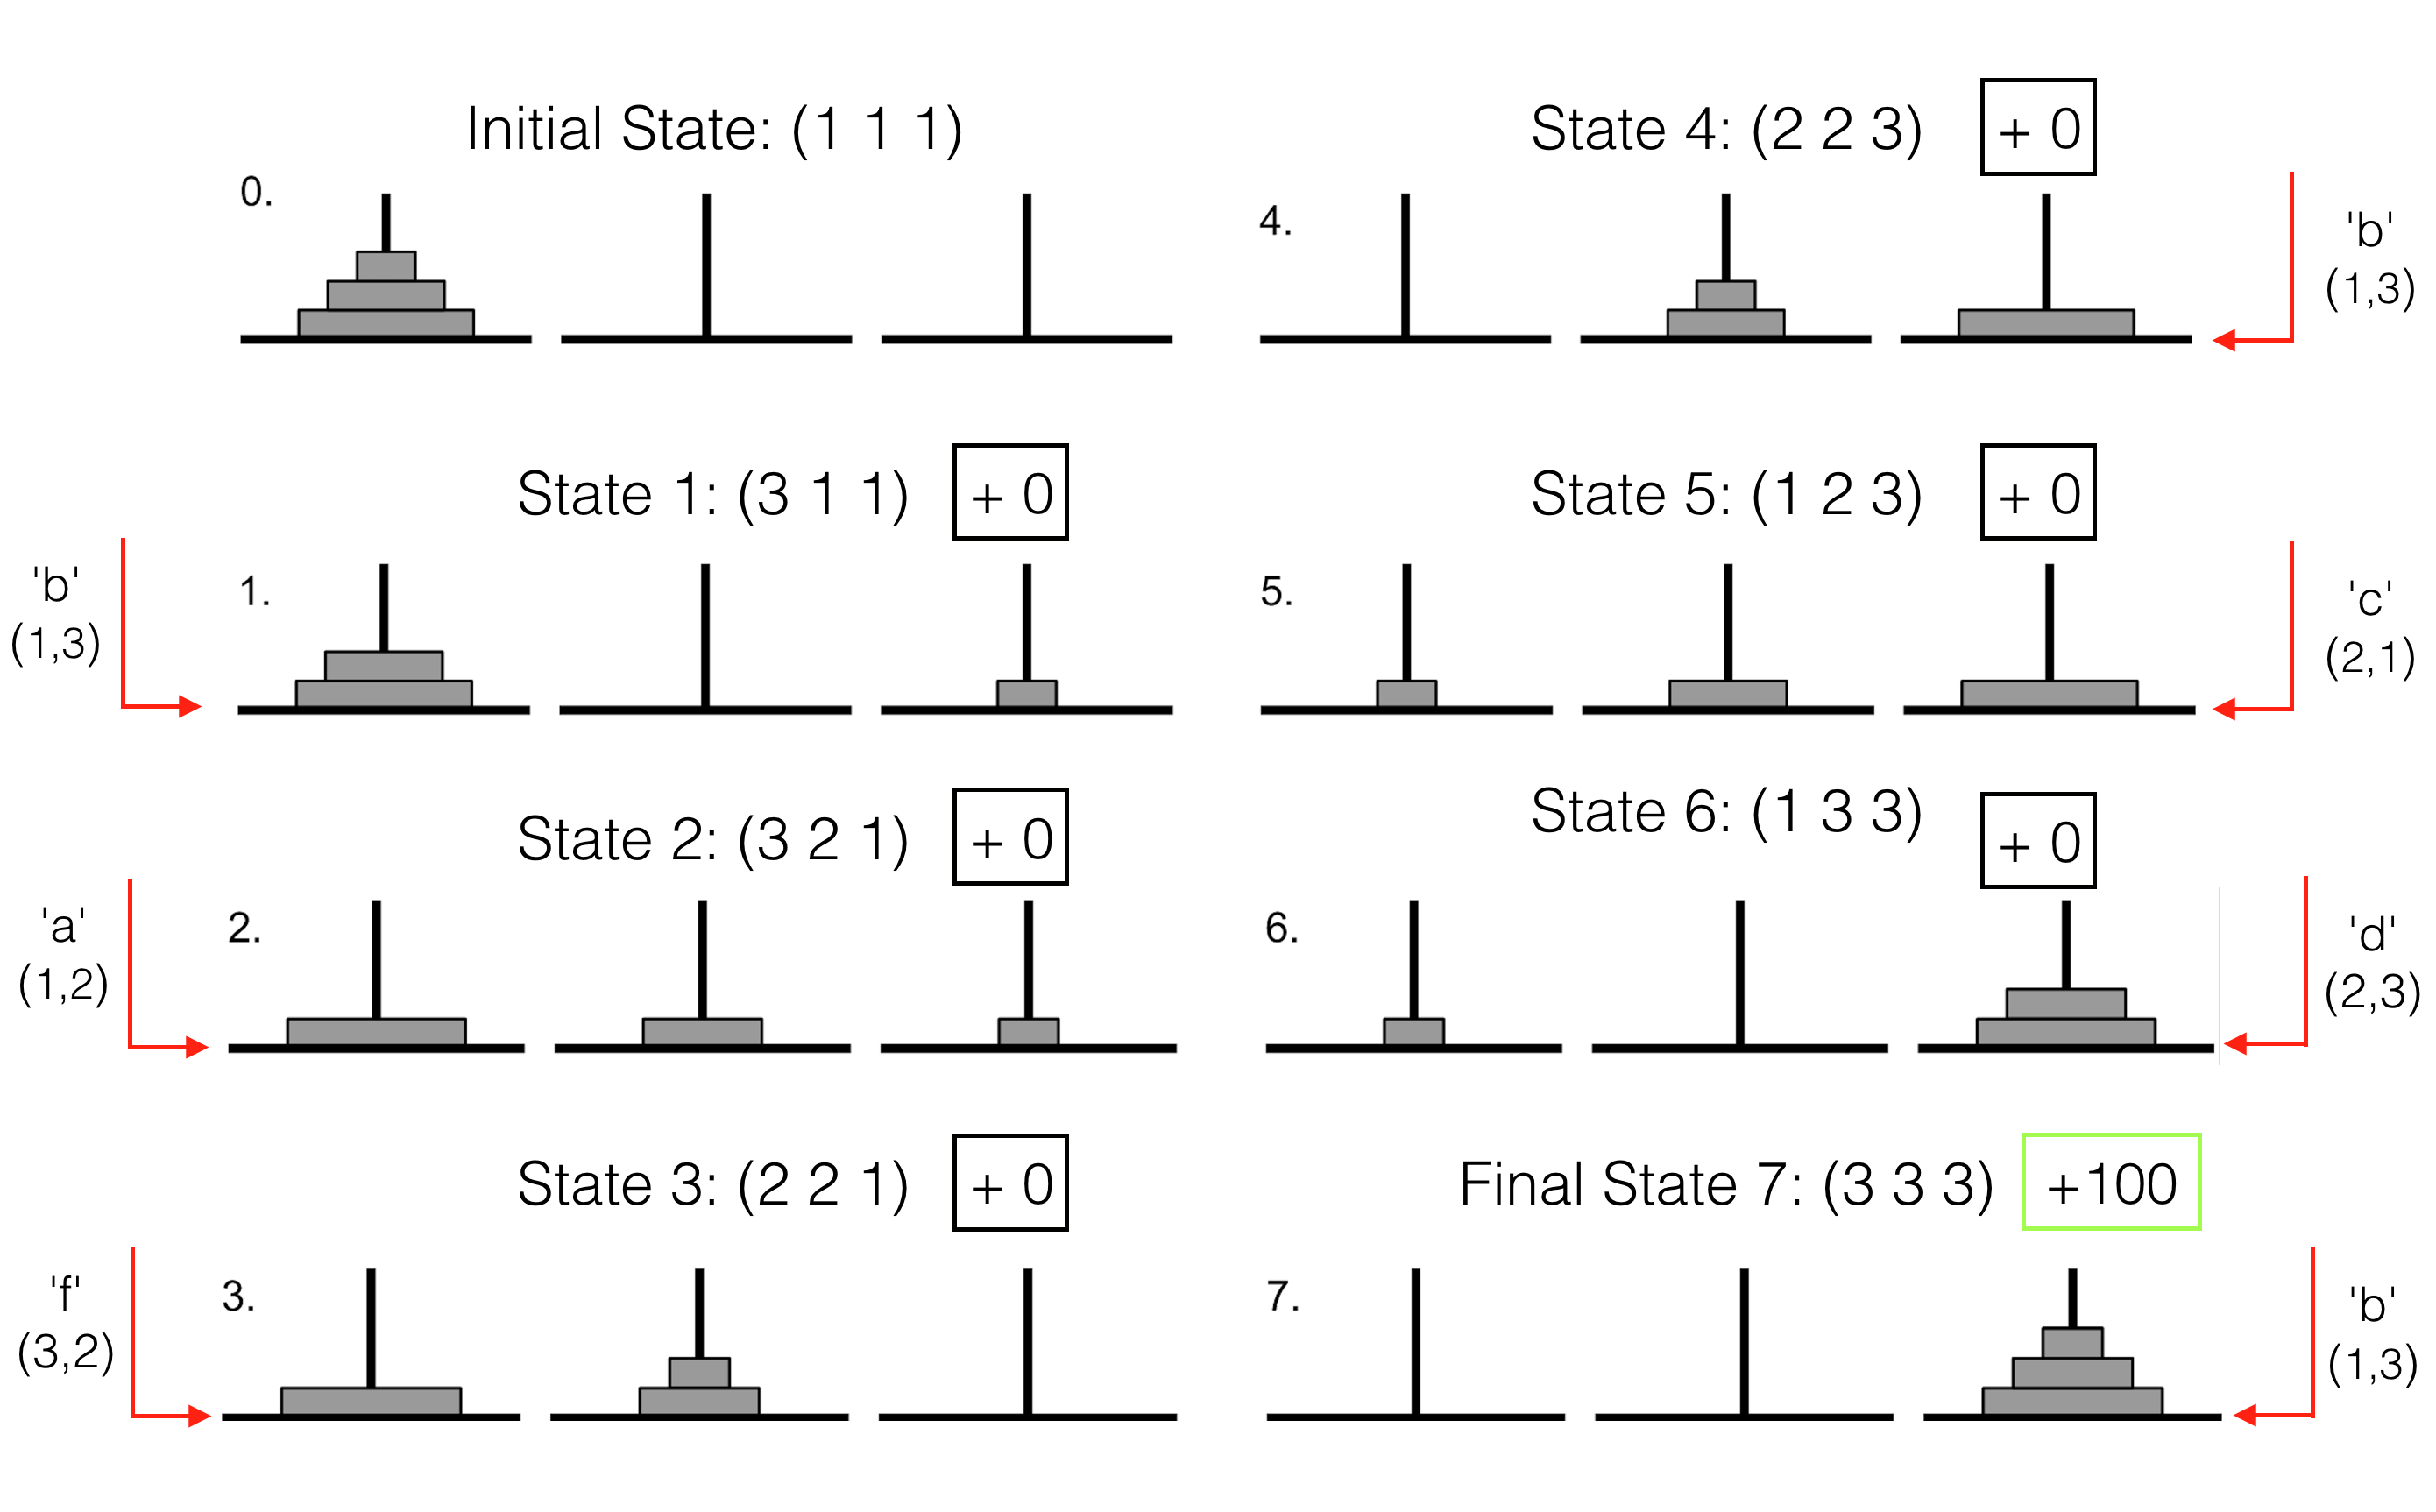 Initial State: (1 1 1)
0.
State 1: (3 1 1)
+ 0
'b'
(1,3)
1.
State 2: (3 2 1)
+ 0
'a'
(1,2)
2.
State 3: (2 2 1)
+ 0
'f'
(3,2)
3.
State 4: (2 2 3)
+ 0
4.
'b'
(1,3)
State 5: (1 2 3)
+ 0
5.
'c'
(2,1)
State 6: (1 3 3)
+ 0
6.
'd'
(2,3)
Final State 7: (3 3 3)
+100
7.
'b'
(1,3)